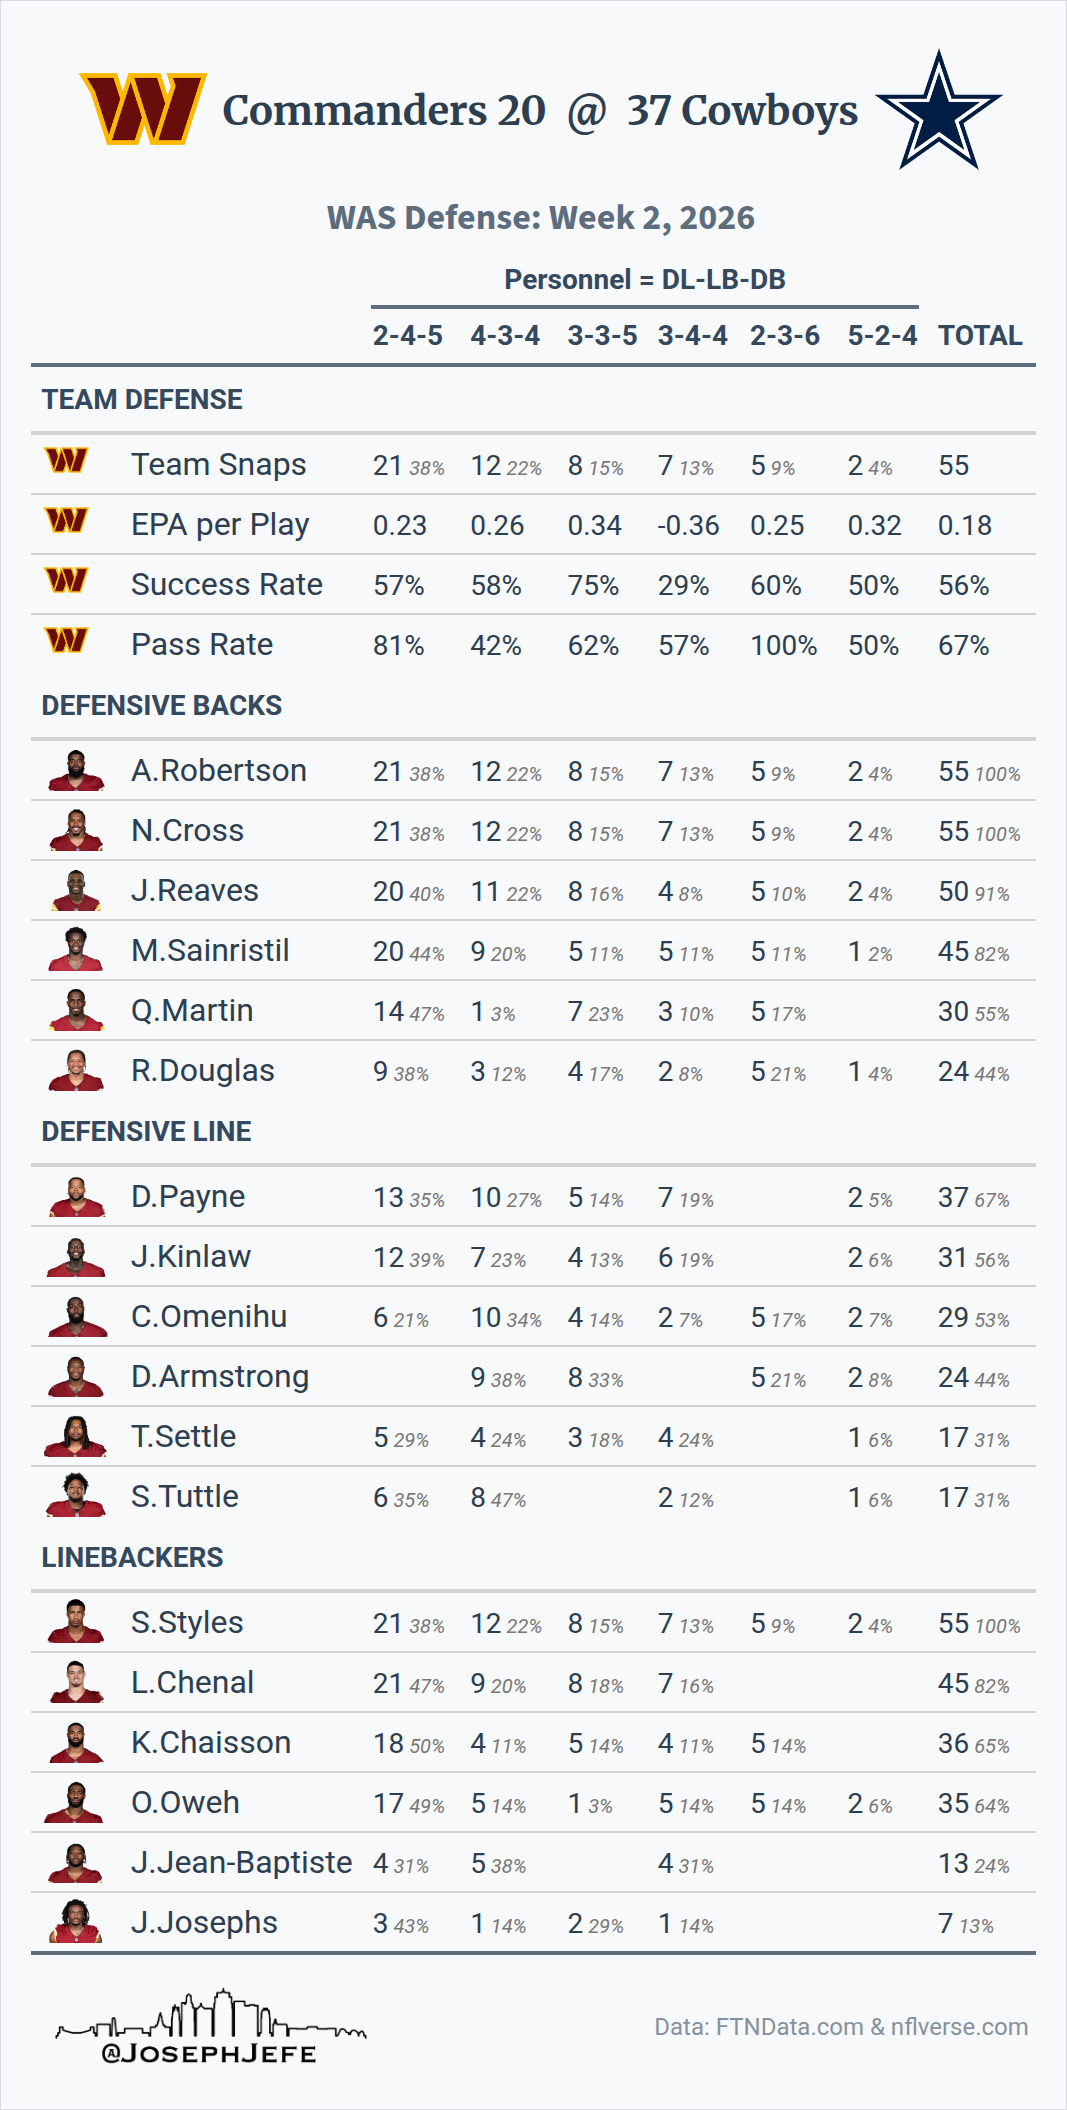 Commanders 20 @ 37 Cowboys
WAS Defense: Week 2, 2026
Personnel = DL-LB-DB
2-4-5 4-3-4 3-3-5 3-4-4 2-3-6 5-2-4 TOTAL
TEAM DEFENSE
Team Snaps 21 38% 12 22% 8 15% 7 13% 5 9% 2 4% 55
EPA per Play 0.23 0.26 0.34 -0.36 0.25 0.32 0.18
Success Rate 57% 58% 75% 29% 60% 50% 56%
Pass Rate 81% 42% 62% 57% 100% 50% 67%
DEFENSIVE BACKS
A.Robertson 21 38% 12 22% 8 15% 7 13% 5 9% 2 4% 55 100%
N.Cross 21 38% 12 22% 8 15% 7 13% 5 9% 2 4% 55 100%
J.Reaves 20 40% 11 22% 8 16% 4 8% 5 10% 2 4% 50 91%
M.Sainristil 20 44% 9 20% 5 11% 5 11% 5 11% 1 2% 45 82%
Q.Martin 14 47% 1 3% 7 23% 3 10% 5 17% 30 55%
R.Douglas 9 38% 3 12% 4 17% 2 8% 5 21% 1 4% 24 44%
DEFENSIVE LINE
D.Payne 13 35% 10 27% 5 14% 7 19% 2 5% 37 67%
J.Kinlaw 12 39% 7 23% 4 13% 6 19% 2 6% 31 56%
C.Omenihu 6 21% 10 34% 4 14% 2 7% 5 17% 2 7% 29 53%
D.Armstrong 9 38% 8 33% 5 21% 2 8% 24 44%
T.Settle 5 29% 4 24% 3 18% 4 24% 1 6% 17 31%
S.Tuttle 6 35% 8 47% 2 12% 1 6% 17 31%
LINEBACKERS
S.Styles 21 38% 12 22% 8 15% 7 13% 5 9% 2 4% 55 100%
L.Chenal 21 47% 9 20% 8 18% 7 16% 45 82%
K.Chaisson 18 50% 4 11% 5 14% 4 11% 5 14% 36 65%
O.Oweh 17 49% 5 14% 1 3% 5 14% 5 14% 2 6% 35 64%
J.Jean-Baptiste 4 31% 5 38% 4 31% 13 24%
J.Josephs 3 43% 1 14% 2 29% 1 14% 7 13%
@JOSEPHJEFE
Data: FTNData.com & nflverse.com